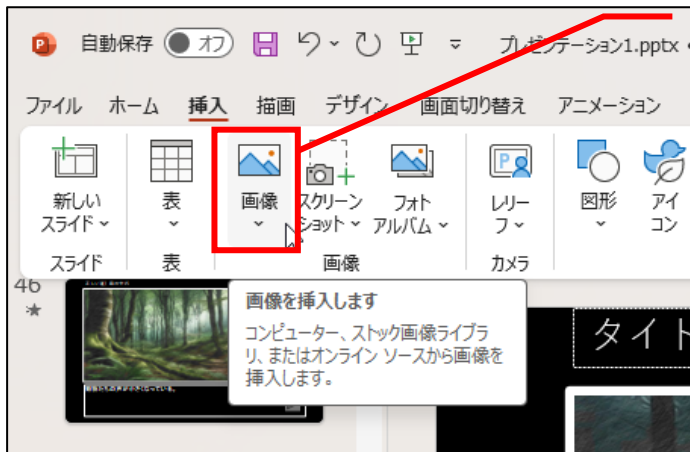 自動保存 オフ プレゼンテーション1.pptx
ファイル ホーム 挿入 描画 デザイン 画面切り替え アニメーション
新しい
スライド
表
画像
スクリーン
ショット
フォト
アルバム
レリー
フ
図形
アイ
コン
スライド 表 画像 カメラ
46
画像を挿入します
コンピューター、ストック画像ライブラ
リ、またはオンライン ソースから画像を
挿入します。
タイト